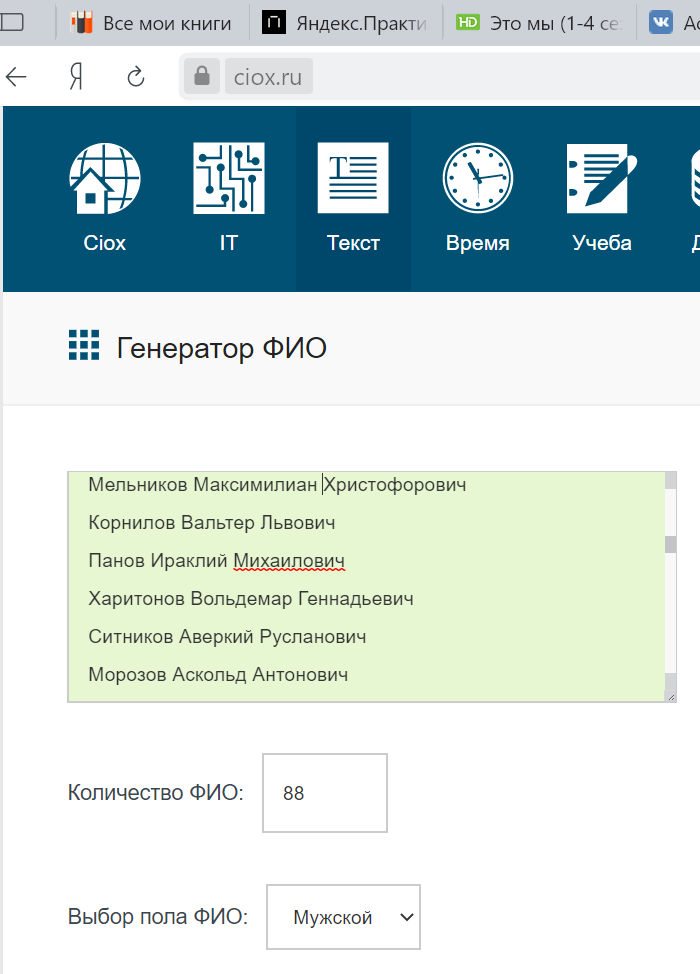 Все мои книги
Яндекс.Практи
HD Это мы (1-4 се
Я
ciox.ru
Ciox
IT
Текст
Время
Учеба
Генератор ФИО
Мельников Максимилиан Христофорович
Корнилов Вальтер Львович
Панов Ираклий Михаилович
Харитонов Вольдемар Геннадьевич
Ситников Аверкий Русланович
Морозов Аскольд Антонович
Количество ФИО: 88
Выбор пола ФИО: Мужской